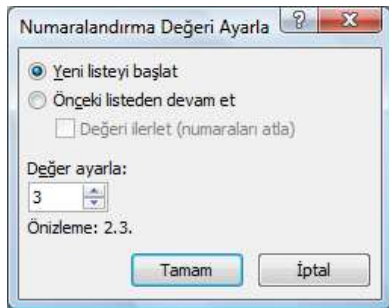 Numaralandırma Değeri Ayarla
Yeni listeyi başlat
Önceki listeden devam et
Değeri ilerlet (numaraları atla)
Değer ayarla:
3
Önizleme: 2.3.
Tamam
İptal